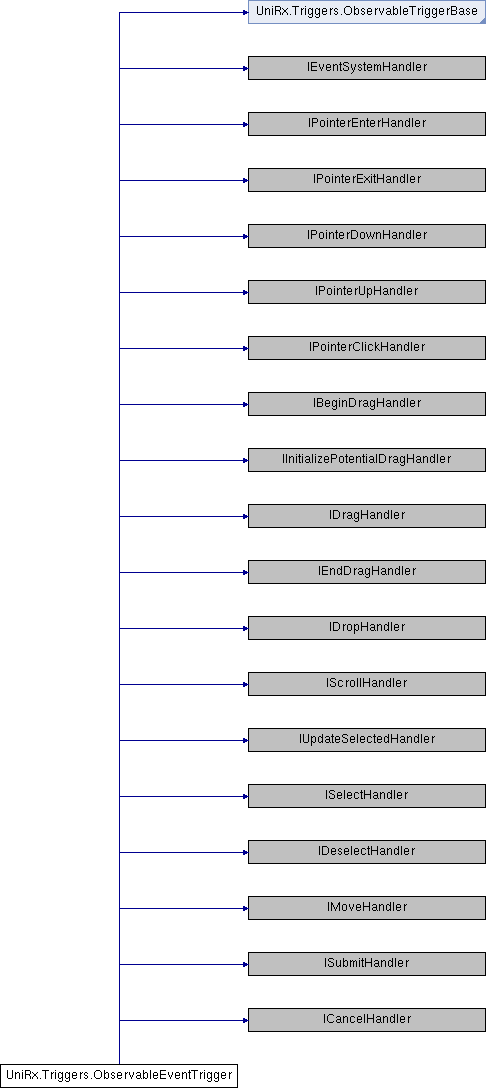 UniRx.Triggers.ObservableTriggerBase
IEventSystemHandler
IPointerEnterHandler
IPointerExitHandler
IPointerDownHandler
IPointerUpHandler
IPointerClickHandler
IBeginDragHandler
IInitializePotentialDragHandler
IDragHandler
IEndDragHandler
IDropHandler
IScrollHandler
IUpdateSelectedHandler
ISelectHandler
IDeselectHandler
IMoveHandler
ISubmitHandler
ICancelHandler
UniRx.Triggers.ObservableEventTrigger